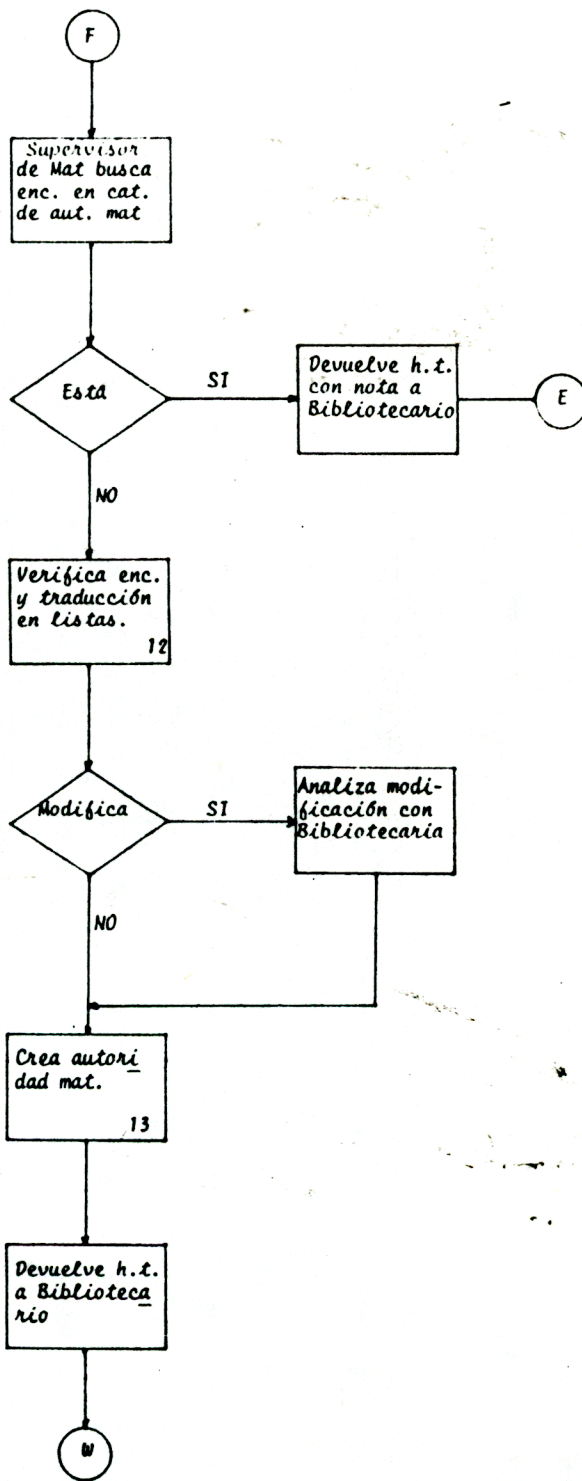 F
Supervisor
de Mat busca
enc. en cat.
de aut. mat
Está
SI
Devuelve h.t.
con nota a
Bibliotecario
E
NO
Verifica enc.
y traducción
en listas.
12
Modifica
SI
Analiza modi-
ficación con
Bibliotecaria
NO
Crea autori
dad mat.
13
Devuelve h.t.
a Biblioteca
rio
W